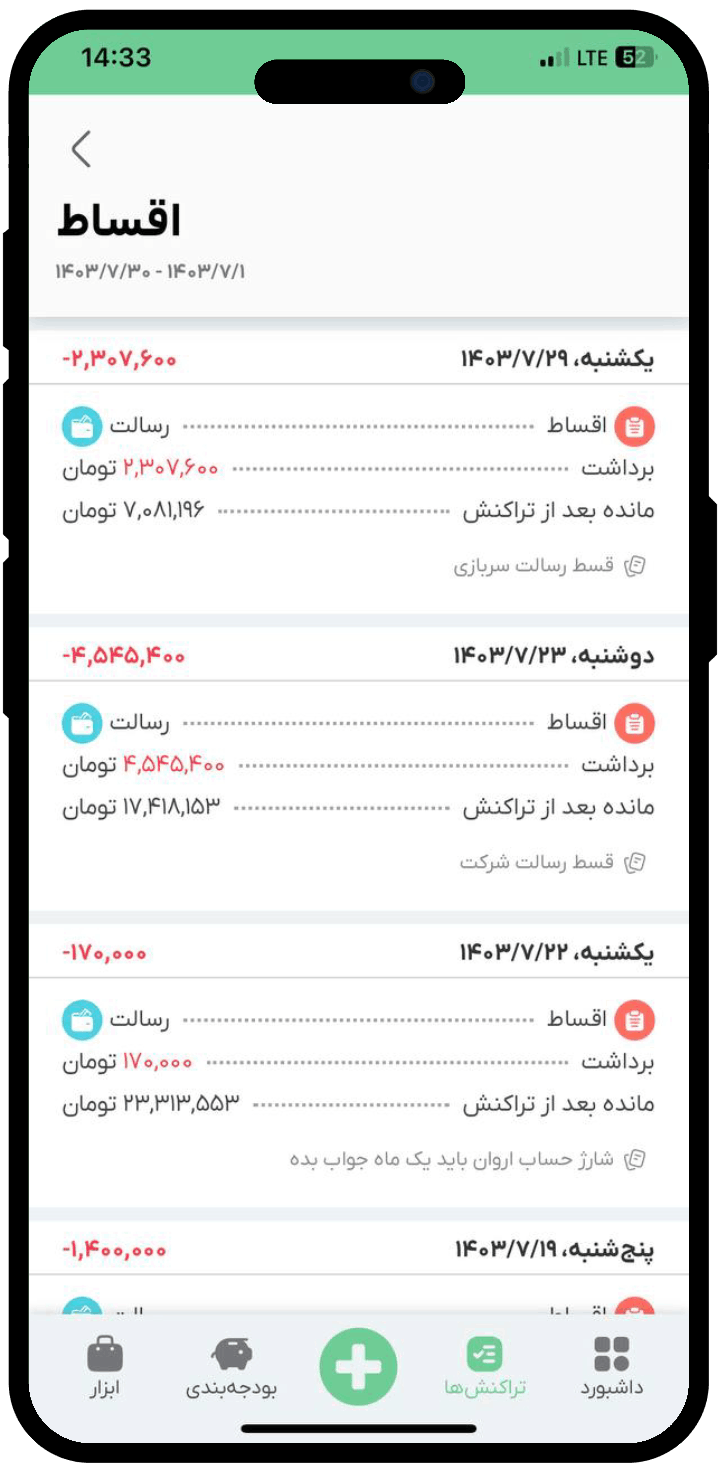 14:33 LTE 52
اقساط
۱۴۰۳/۷/۱ - ۱۴۰۳/۷/۳۰
یکشنبه، ۱۴۰۳/۷/۲۹ -۲,۳۰۷,۶۰۰
اقساط رسالت
برداشت ۲,۳۰۷,۶۰۰ تومان
مانده بعد از تراکنش ۷,۰۸۱,۱۹۶ تومان
قسط رسالت سربازی
دوشنبه، ۱۴۰۳/۷/۲۳ -۴,۵۴۵,۴۰۰
اقساط رسالت
برداشت ۴,۵۴۵,۴۰۰ تومان
مانده بعد از تراکنش ۱۷,۴۱۸,۱۵۳ تومان
قسط رسالت شرکت
یکشنبه، ۱۴۰۳/۷/۲۲ -۱۷۰,۰۰۰
اقساط رسالت
برداشت ۱۷۰,۰۰۰ تومان
مانده بعد از تراکنش ۲۳,۳۱۳,۵۵۳ تومان
شارژ حساب اروان باید یک ماه جواب بده
پنج‌شنبه، ۱۴۰۳/۷/۱۹ -۱,۴۰۰,۰۰۰
داشبورد تراکنش‌ها بودجه‌بندی ابزار